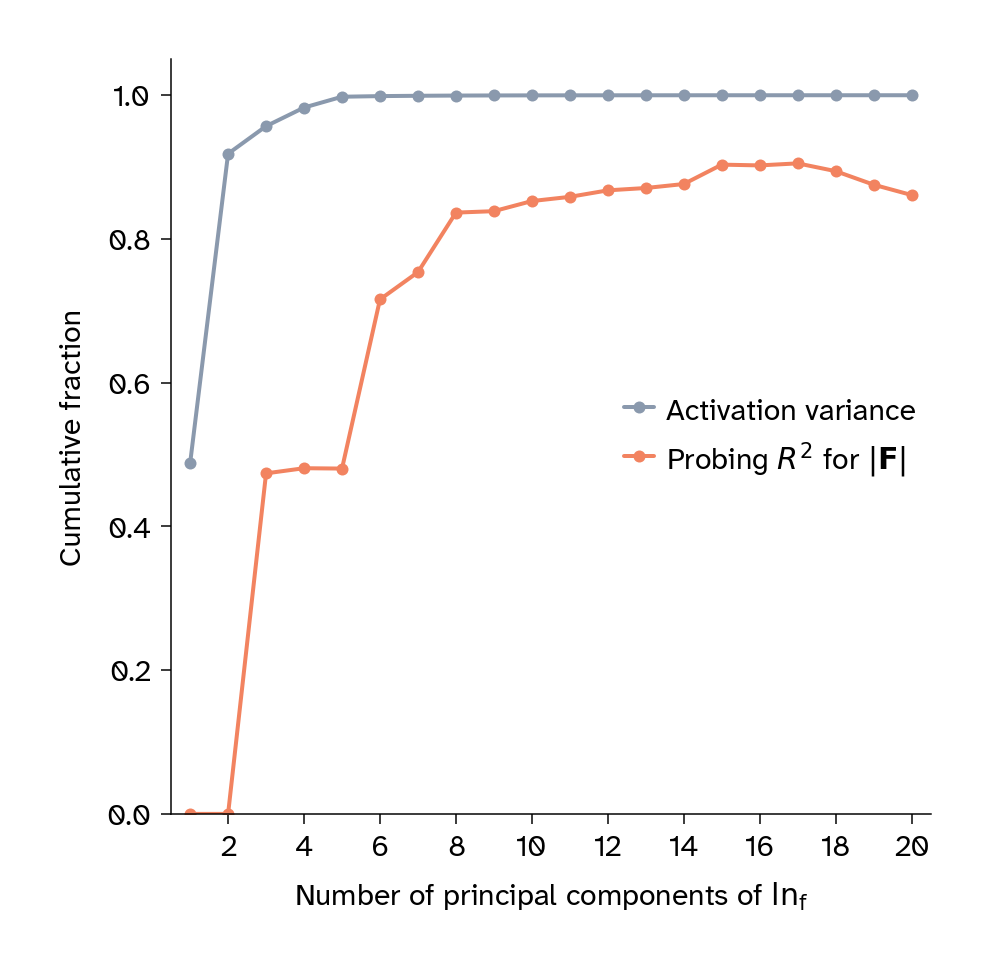 1.0
0.8
0.6
0.4
0.2
0.0
Cumulative fraction
Activation variance
Probing R² for |F|
2 4 6 8 10 12 14 16 18 20
Number of principal components of ln_f